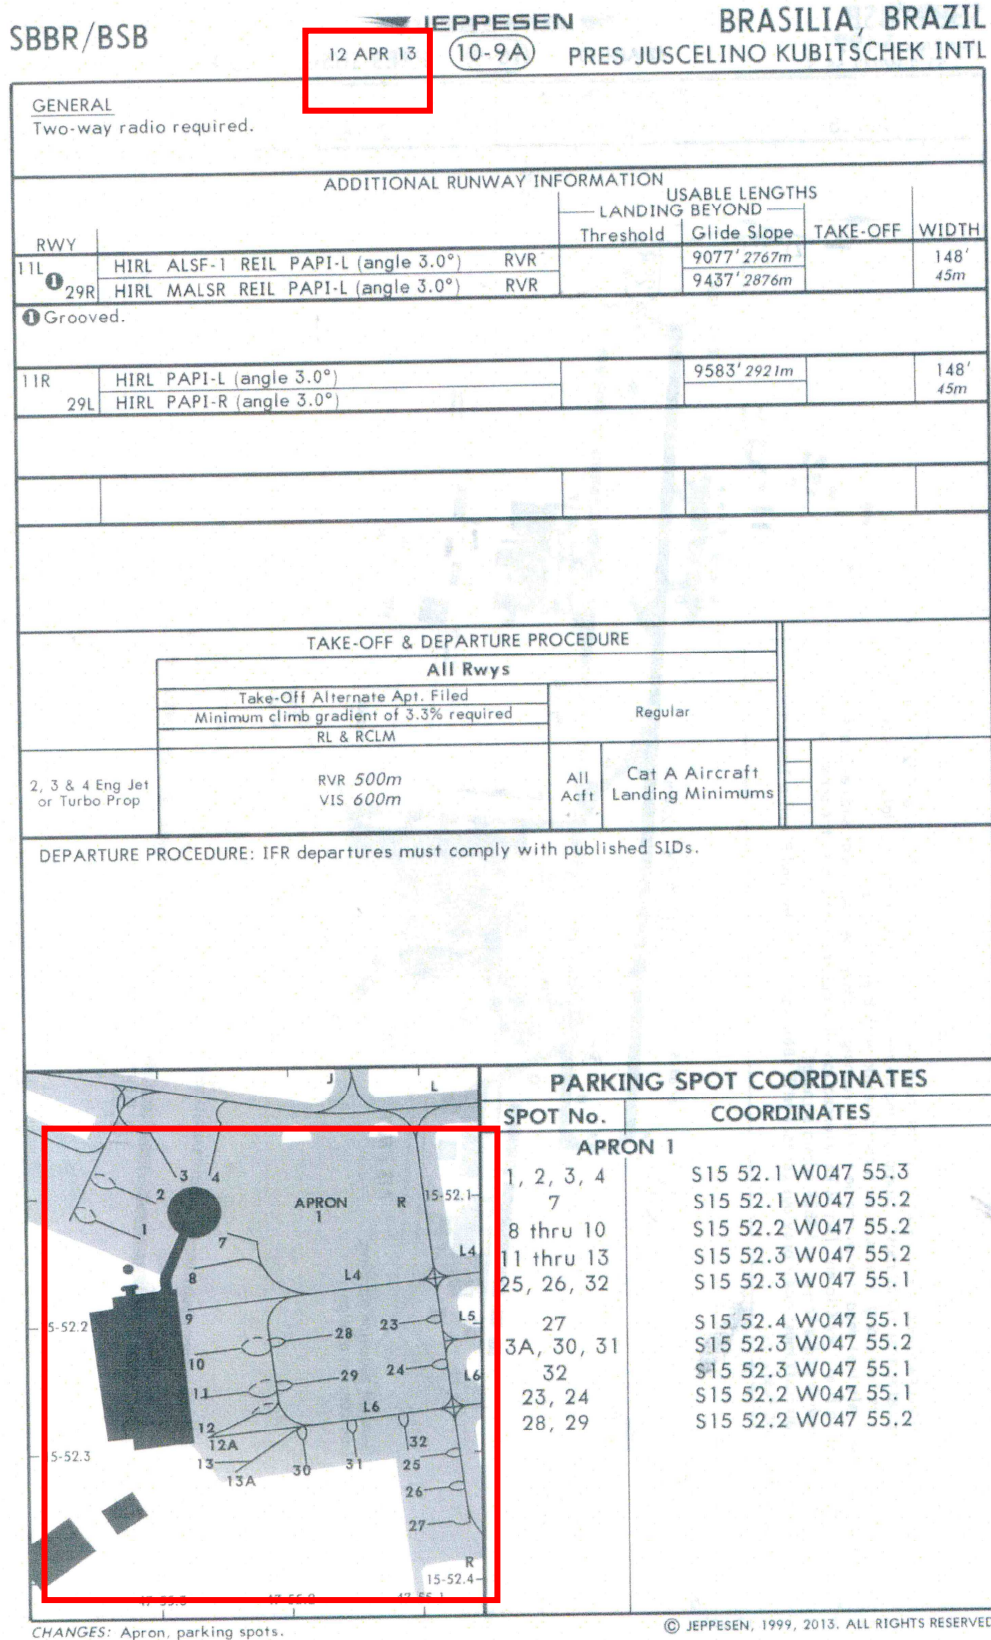 SBBR/BSB
JEPPESEN
BRASILIA, BRAZIL
12 APR 13
10-9A
PRES JUSCELINO KUBITSCHEK INTL
GENERAL
Two-way radio required.
ADDITIONAL RUNWAY INFORMATION
USABLE LENGTHS
LANDING BEYOND
RWY Threshold Glide Slope TAKE-OFF WIDTH
11L HIRL ALSF-1 REIL PAPI-L (angle 3.0°) RVR 9077' 2767m 148'
1 29R HIRL MALSR REIL PAPI-L (angle 3.0°) RVR 9437' 2876m 45m
1 Grooved.
11R HIRL PAPI-L (angle 3.0°) 9583' 2921m 148'
29L HIRL PAPI-R (angle 3.0°) 45m
TAKE-OFF & DEPARTURE PROCEDURE
All Rwys
Take-Off Alternate Apt. Filed
Minimum climb gradient of 3.3% required
Regular
RL & RCLM
2, 3 & 4 Eng Jet
or Turbo Prop
RVR 500m
VIS 600m
All
Acft
Cat A Aircraft
Landing Minimums
DEPARTURE PROCEDURE: IFR departures must comply with published SIDs.
J
L
3
4
2
1
APRON
1
R
15-52.1
7
8
L4
L4
9
5-52.2
28
23
L5
10
29
24
L6
11
L6
12
12A
32
5-52.3
13
13A
30
31
25
26
27
R
15-52.4
PARKING SPOT COORDINATES
SPOT No. COORDINATES
APRON 1
1, 2, 3, 4 S15 52.1 W047 55.3
7 S15 52.1 W047 55.2
8 thru 10 S15 52.2 W047 55.2
11 thru 13 S15 52.3 W047 55.2
25, 26, 32 S15 52.3 W047 55.1
27 S15 52.4 W047 55.1
3A, 30, 31 S15 52.3 W047 55.2
32 S15 52.3 W047 55.1
23, 24 S15 52.2 W047 55.1
28, 29 S15 52.2 W047 55.2
CHANGES: Apron, parking spots.
© JEPPESEN, 1999, 2013. ALL RIGHTS RESERVED